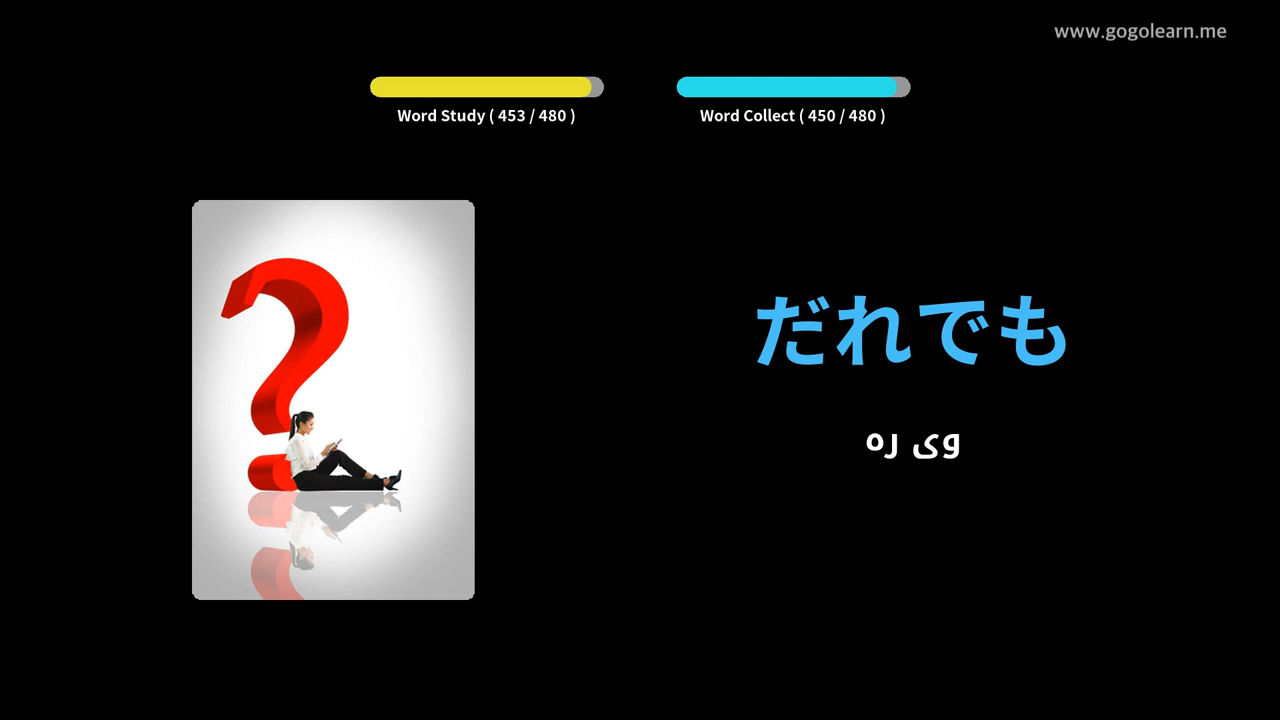 www.gogolearn.me
Word Study ( 453 / 480 )
Word Collect ( 450 / 480 )
だれでも
وی ره